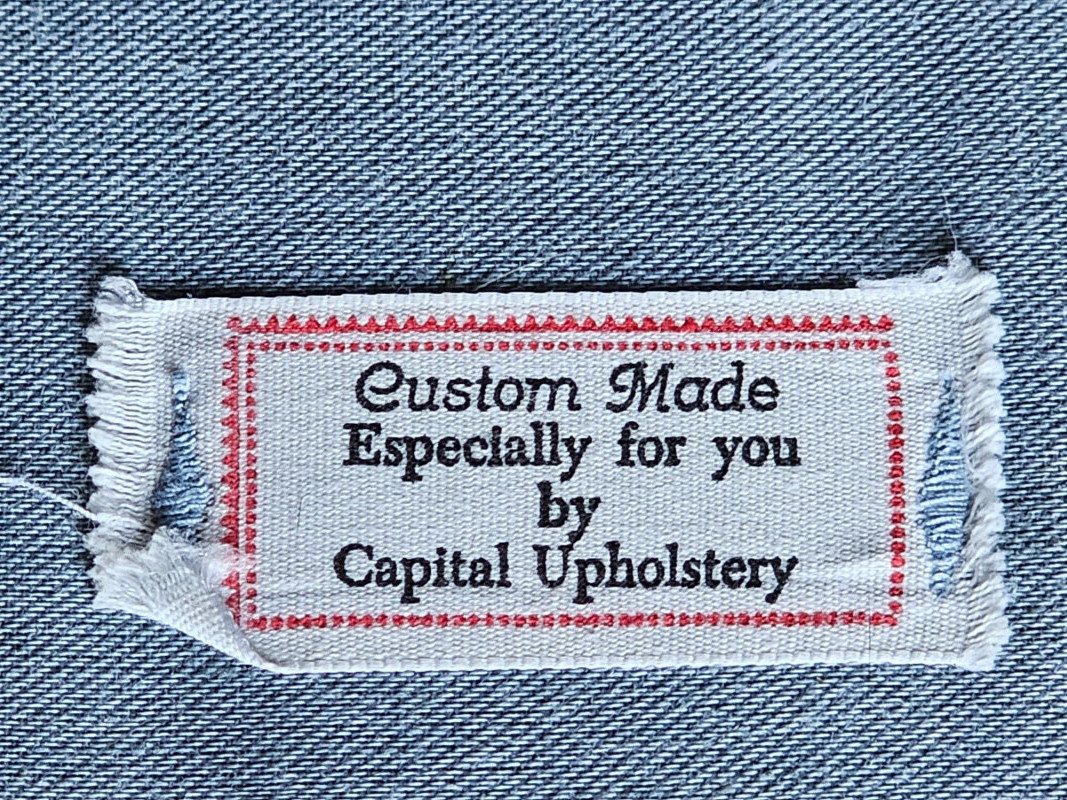 Custom Made
Especially for you
by
Capital Upholstery